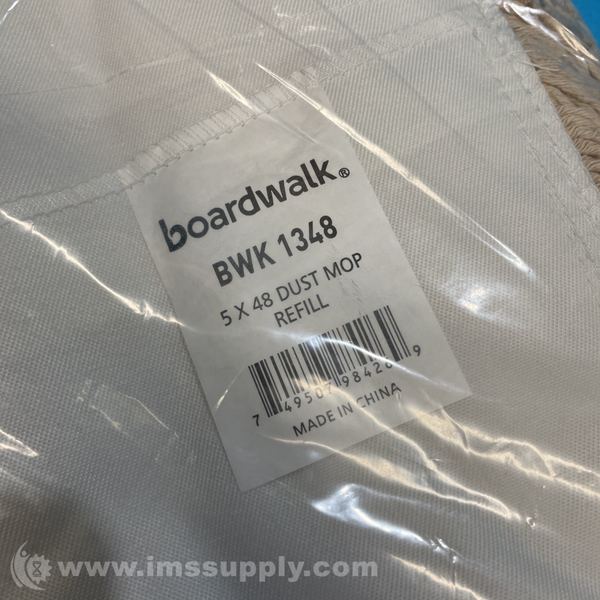 boardwalk®
BWK 1348
5 X 48 DUST MOP
REFILL
7 49507 98426 9
MADE IN CHINA
www.imssupply.com